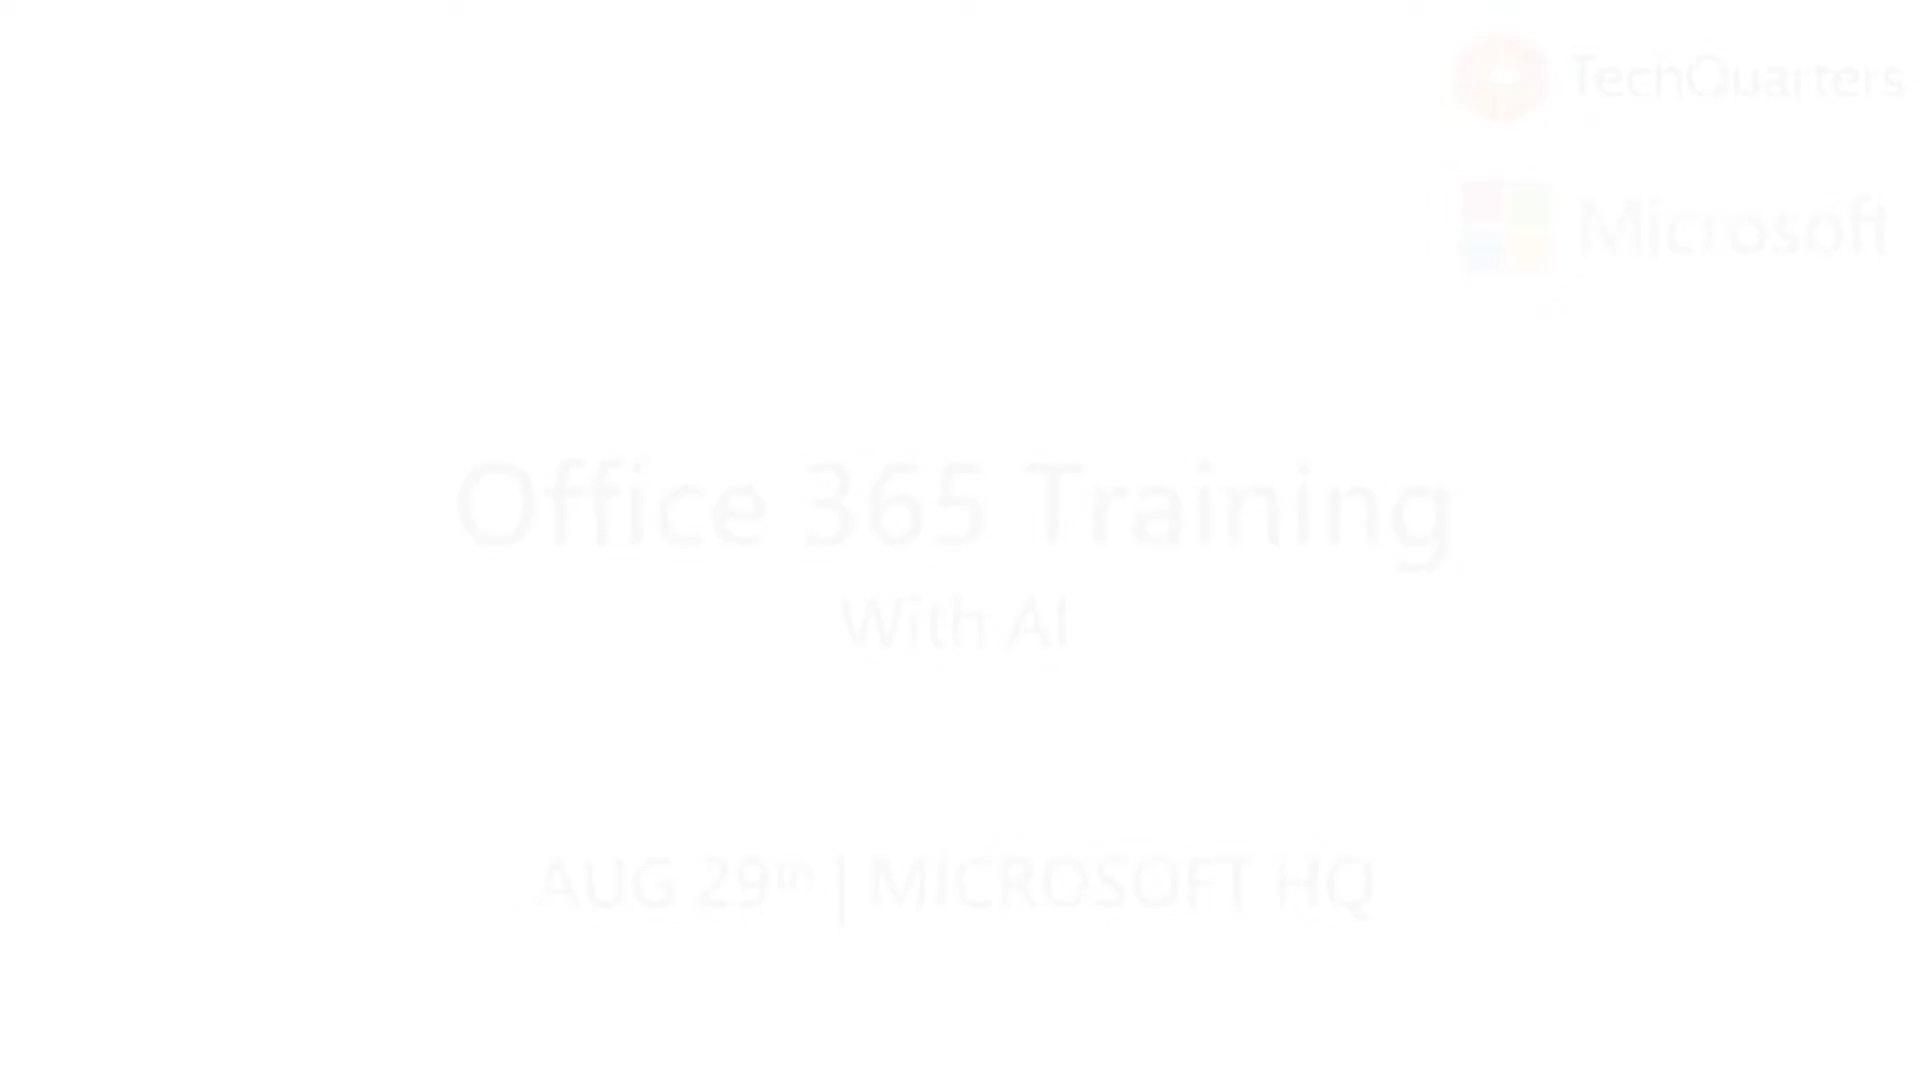 TechQuarters
Microsoft
Office 365 Training
With AI
AUG 29th | MICROSOFT HQ